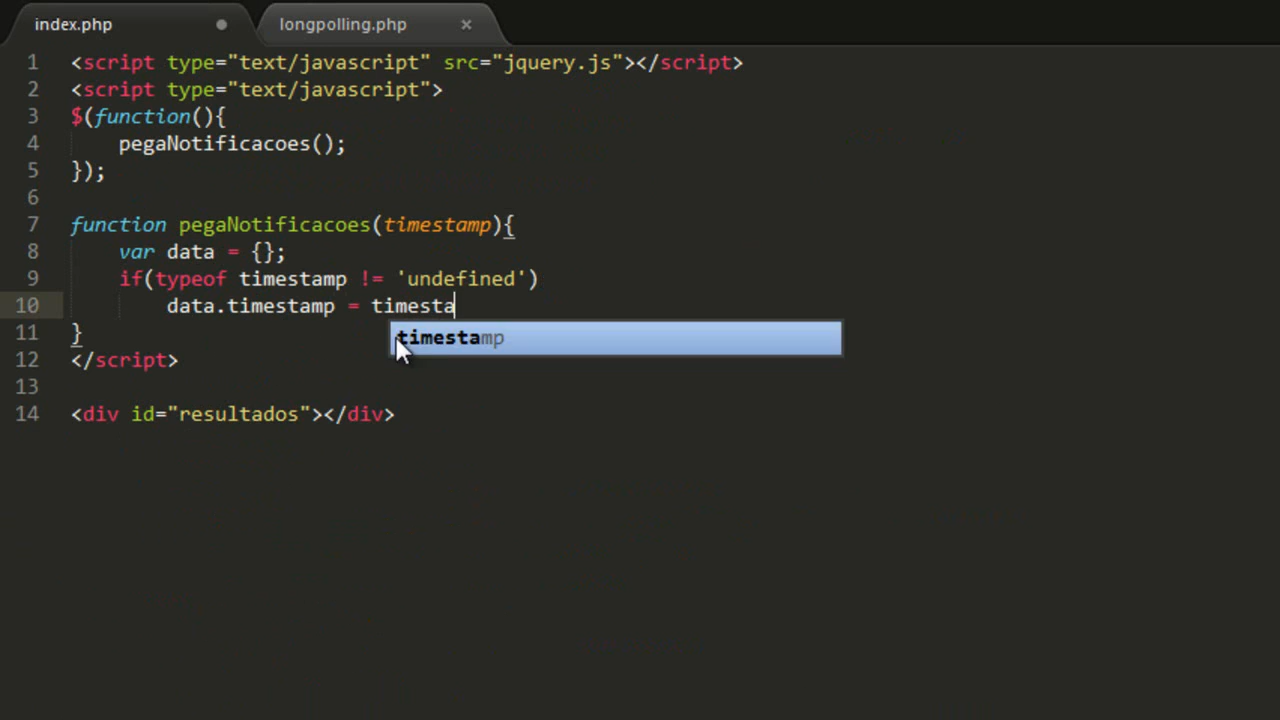 index.php
longpolling.php
1 <script type="text/javascript" src="jquery.js"></script>
2 <script type="text/javascript">
3 $(function(){
4     pegaNotificacoes();
5 });
6
7 function pegaNotificacoes(timestamp){
8     var data = {};
9     if(typeof timestamp != 'undefined')
10         data.timestamp = timesta
timestamp
11 }
12 </script>
13
14 <div id="resultados"></div>